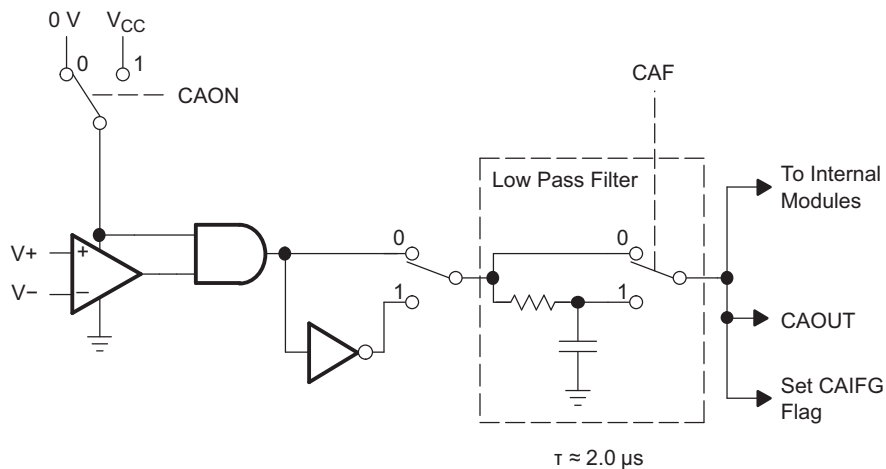 0 V
V_CC
0
1
CAON
CAF
Low Pass Filter
To Internal
Modules
V+
+
V−
−
0
1
0
1
CAOUT
Set CAIFG
Flag
τ ≈ 2.0 μs